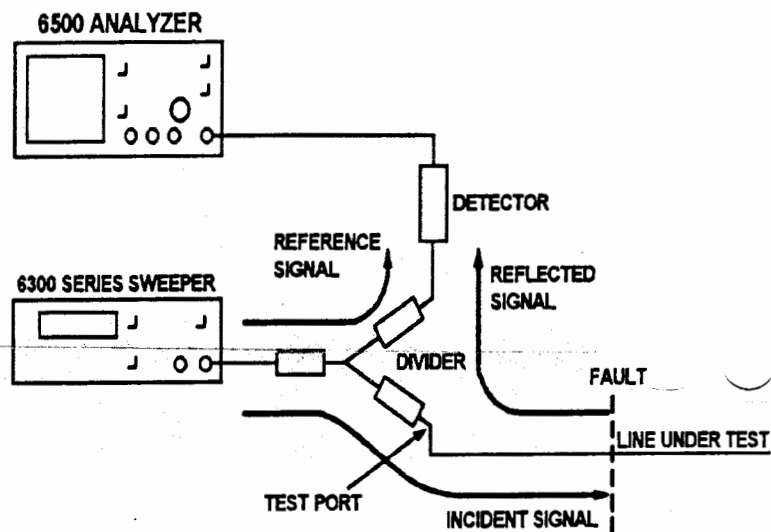 6500 ANALYZER
DETECTOR
REFERENCE
SIGNAL
6300 SERIES SWEEPER
REFLECTED
SIGNAL
DIVIDER
FAULT
LINE UNDER TEST
TEST PORT
INCIDENT SIGNAL